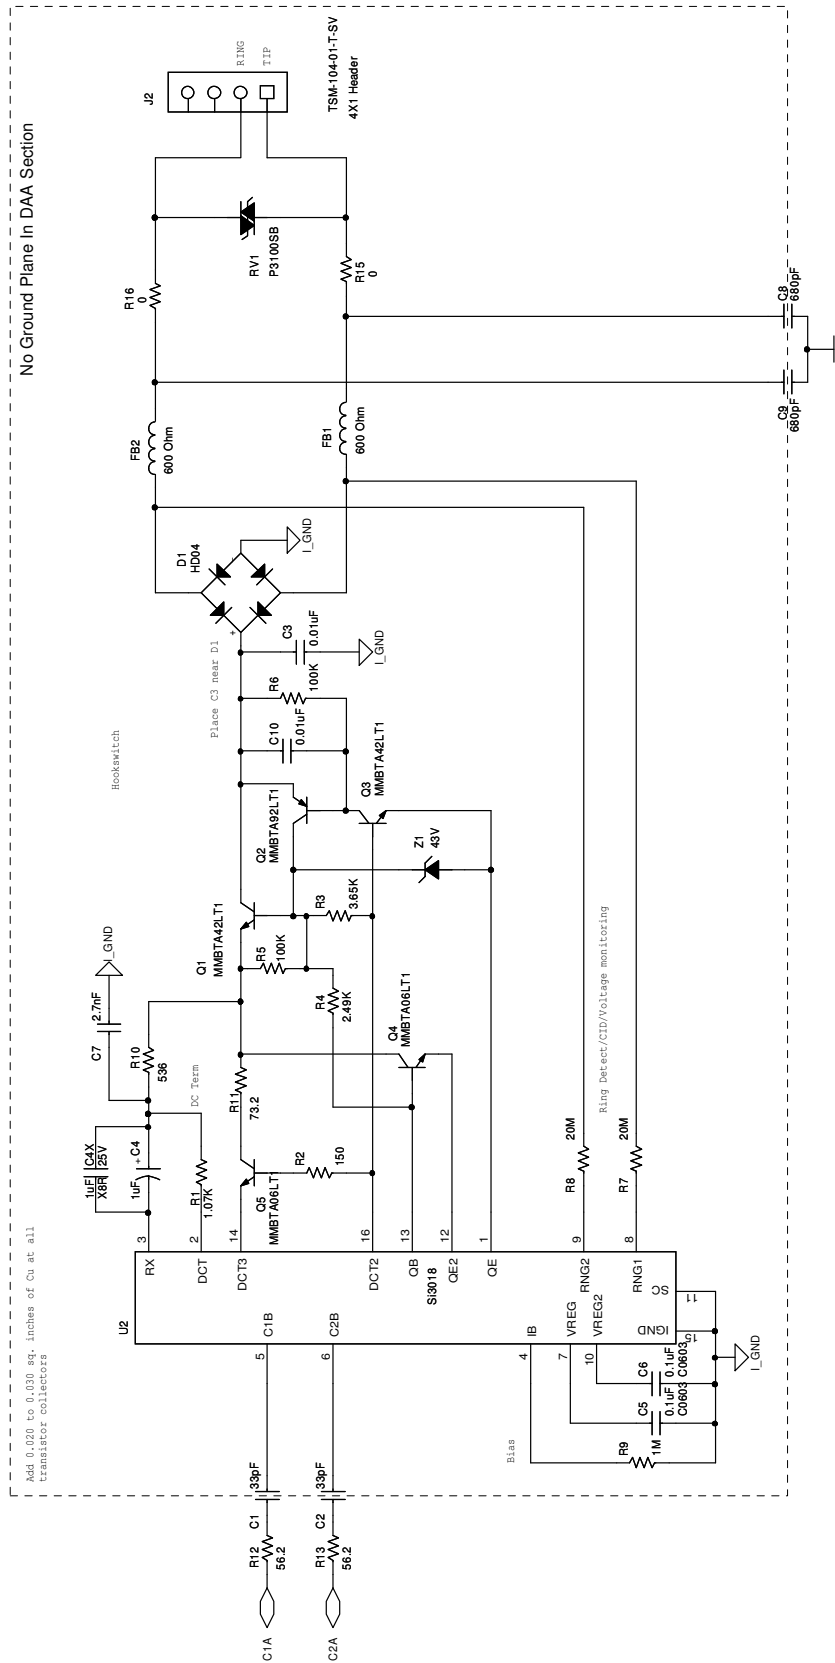 No Ground Plane In DAA Section
Add 0.020 to 0.030 sq. inches of Cu at all
transistor collectors
Hookswitch
Place C3 near D1
DC Term
Ring Detect/CID/Voltage monitoring
Bias
J2
RING
TIP
TSM-104-01-T-SV
4X1 Header
RV1
P3100SB
R16
0
R15
0
FB2
600 Ohm
FB1
600 Ohm
C8
680pF
C9
680pF
D1
HD04
-
+
I_GND
C3
0.01uF
I_GND
R6
100K
C10
0.01uF
Q3
MMBTA42LT1
Q2
MMBTA92LT1
Z1
43V
Q1
MMBTA42LT1
R3
3.65K
R5
100K
R4
2.49K
Q4
MMBTA06LT1
I_GND
2.7nF
C7
R10
536
R11
73.2
C4X
1uF
25V
X8R
+
C4
1uF
R1
1.07K
Q5
MMBTA06LT1
R2
150
R8
20M
R7
20M
U2
Si3018
3
RX
2
DCT
14
DCT3
16
DCT2
13
QB
12
QE2
1
QE
9
RNG2
8
RNG1
11
SC
15
IGND
C1B
5
C2B
6
IB
4
VREG
7
VREG2
10
I_GND
C6
0.1uF
C0603
C5
0.1uF
C0603
R9
1M
33pF
C1
R12
56.2
C1A
33pF
C2
R13
56.2
C2A